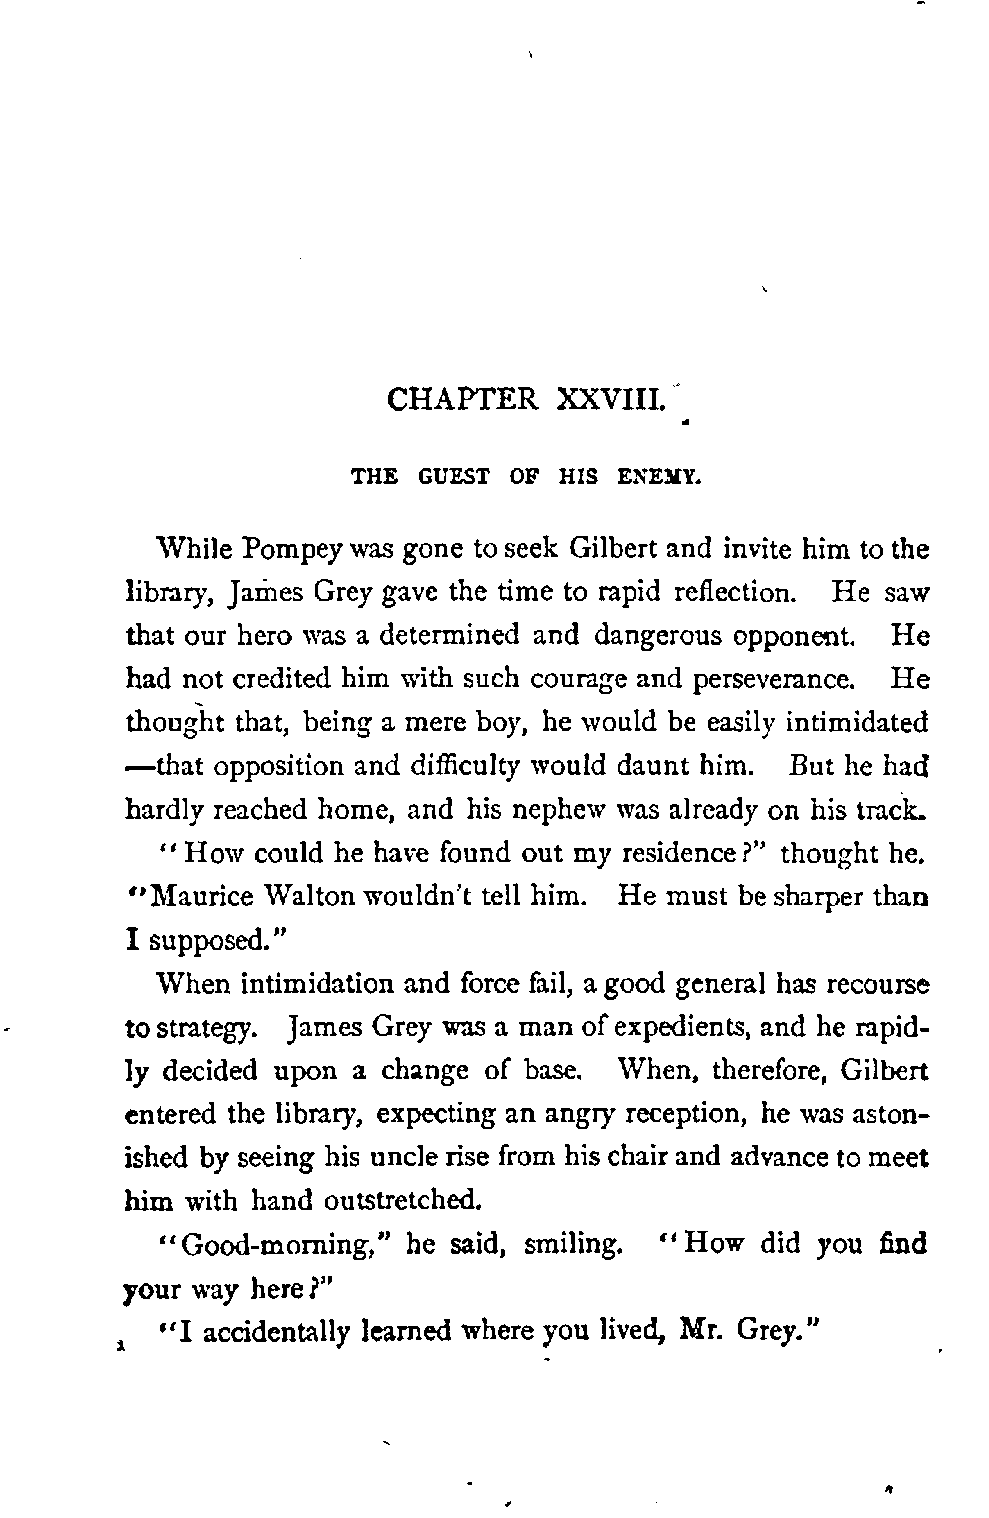 CHAPTER XXVIII.
THE GUEST OF HIS ENEMY.
While Pompey was gone to seek Gilbert and invite him to the
library, James Grey gave the time to rapid reflection. He saw
that our hero was a determined and dangerous opponent. He
had not credited him with such courage and perseverance. He
thought that, being a mere boy, he would be easily intimidated
—that opposition and difficulty would daunt him. But he had
hardly reached home, and his nephew was already on his track.
"How could he have found out my residence?" thought he.
"Maurice Walton wouldn't tell him. He must be sharper than
I supposed."
When intimidation and force fail, a good general has recourse
to strategy. James Grey was a man of expedients, and he rapid-
ly decided upon a change of base. When, therefore, Gilbert
entered the library, expecting an angry reception, he was aston-
ished by seeing his uncle rise from his chair and advance to meet
him with hand outstretched.
"Good-morning," he said, smiling. "How did you find
your way here?"
"I accidentally learned where you lived, Mr. Grey."